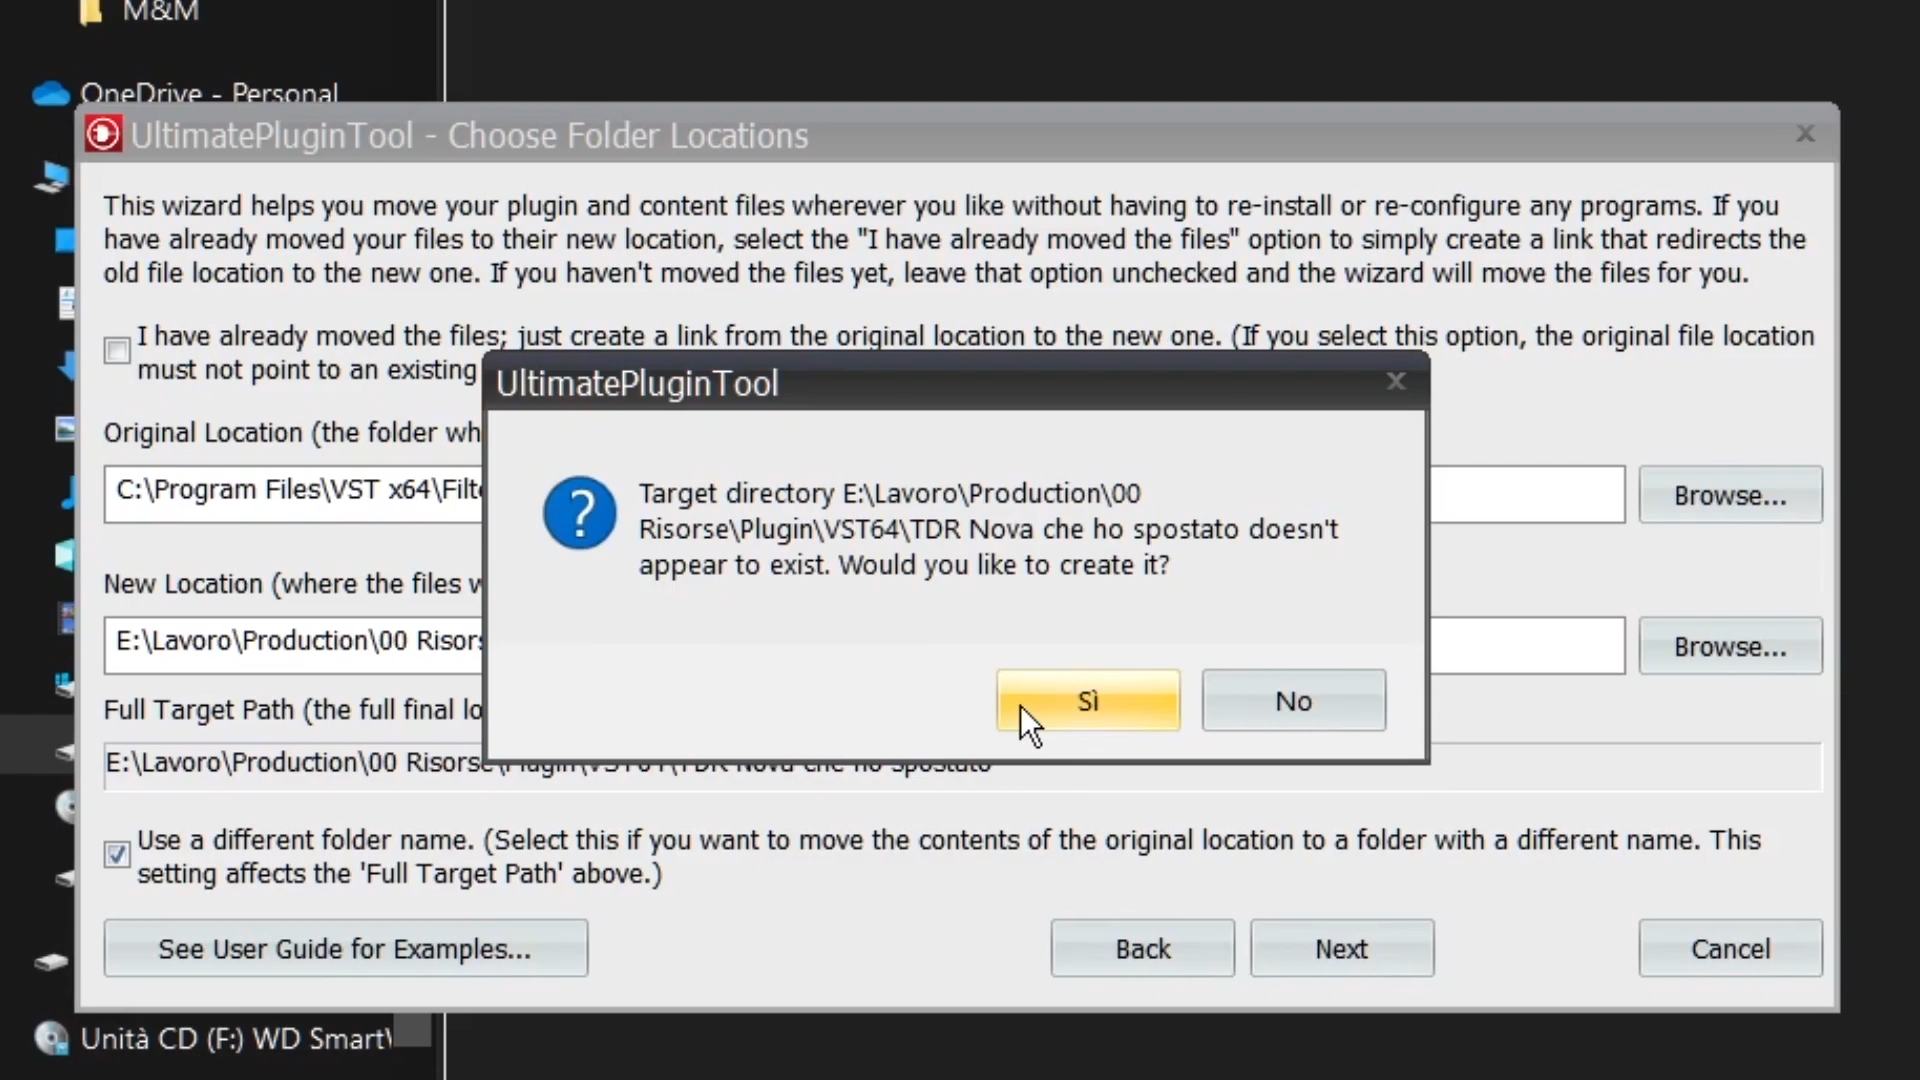 M&M
OneDrive - Personal
UltimatePluginTool - Choose Folder Locations
This wizard helps you move your plugin and content files wherever you like without having to re-install or re-configure any programs. If you
have already moved your files to their new location, select the "I have already moved the files" option to simply create a link that redirects the
old file location to the new one. If you haven't moved the files yet, leave that option unchecked and the wizard will move the files for you.
I have already moved the files; just create a link from the original location to the new one. (If you select this option, the original file location
must not point to an existing
UltimatePluginTool
Original Location (the folder wh
C:\Program Files\VST x64\Filt
Browse...
Target directory E:\Lavoro\Production\00
Risorse\Plugin\VST64\TDR Nova che ho spostato doesn't
appear to exist. Would you like to create it?
Sì
No
New Location (where the files w
E:\Lavoro\Production\00 Risors
Browse...
Full Target Path (the full final lo
E:\Lavoro\Production\00 Risorse\Plugin\VST64\TDR Nova che ho spostato
Use a different folder name. (Select this if you want to move the contents of the original location to a folder with a different name. This
setting affects the 'Full Target Path' above.)
See User Guide for Examples...
Back
Next
Cancel
Unità CD (F:) WD Smart